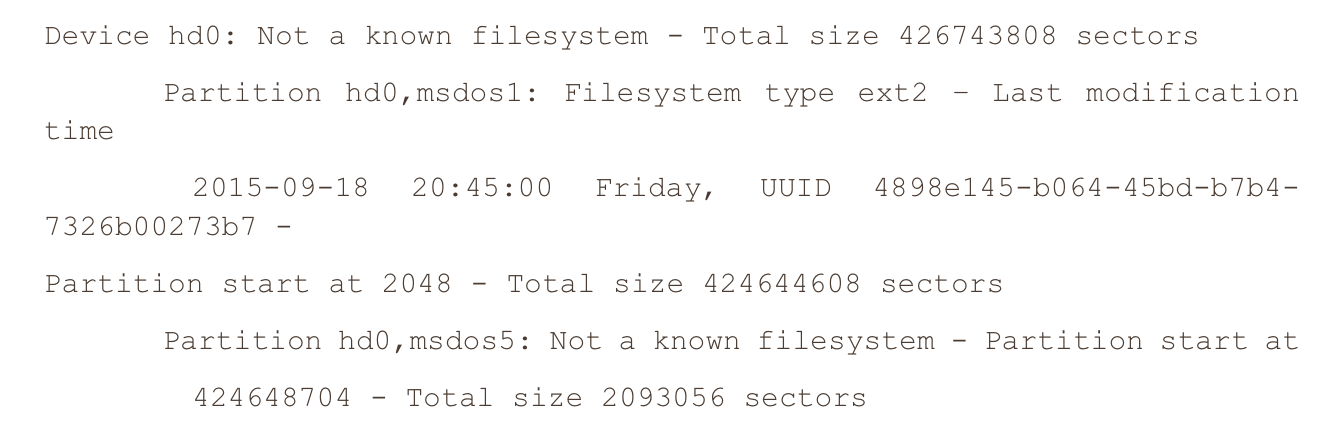 Device hd0: Not a known filesystem - Total size 426743808 sectors
Partition hd0,msdos1: Filesystem type ext2 – Last modification
time
2015-09-18 20:45:00 Friday, UUID 4898e145-b064-45bd-b7b4-
7326b00273b7 -
Partition start at 2048 - Total size 424644608 sectors
Partition hd0,msdos5: Not a known filesystem - Partition start at
424648704 - Total size 2093056 sectors